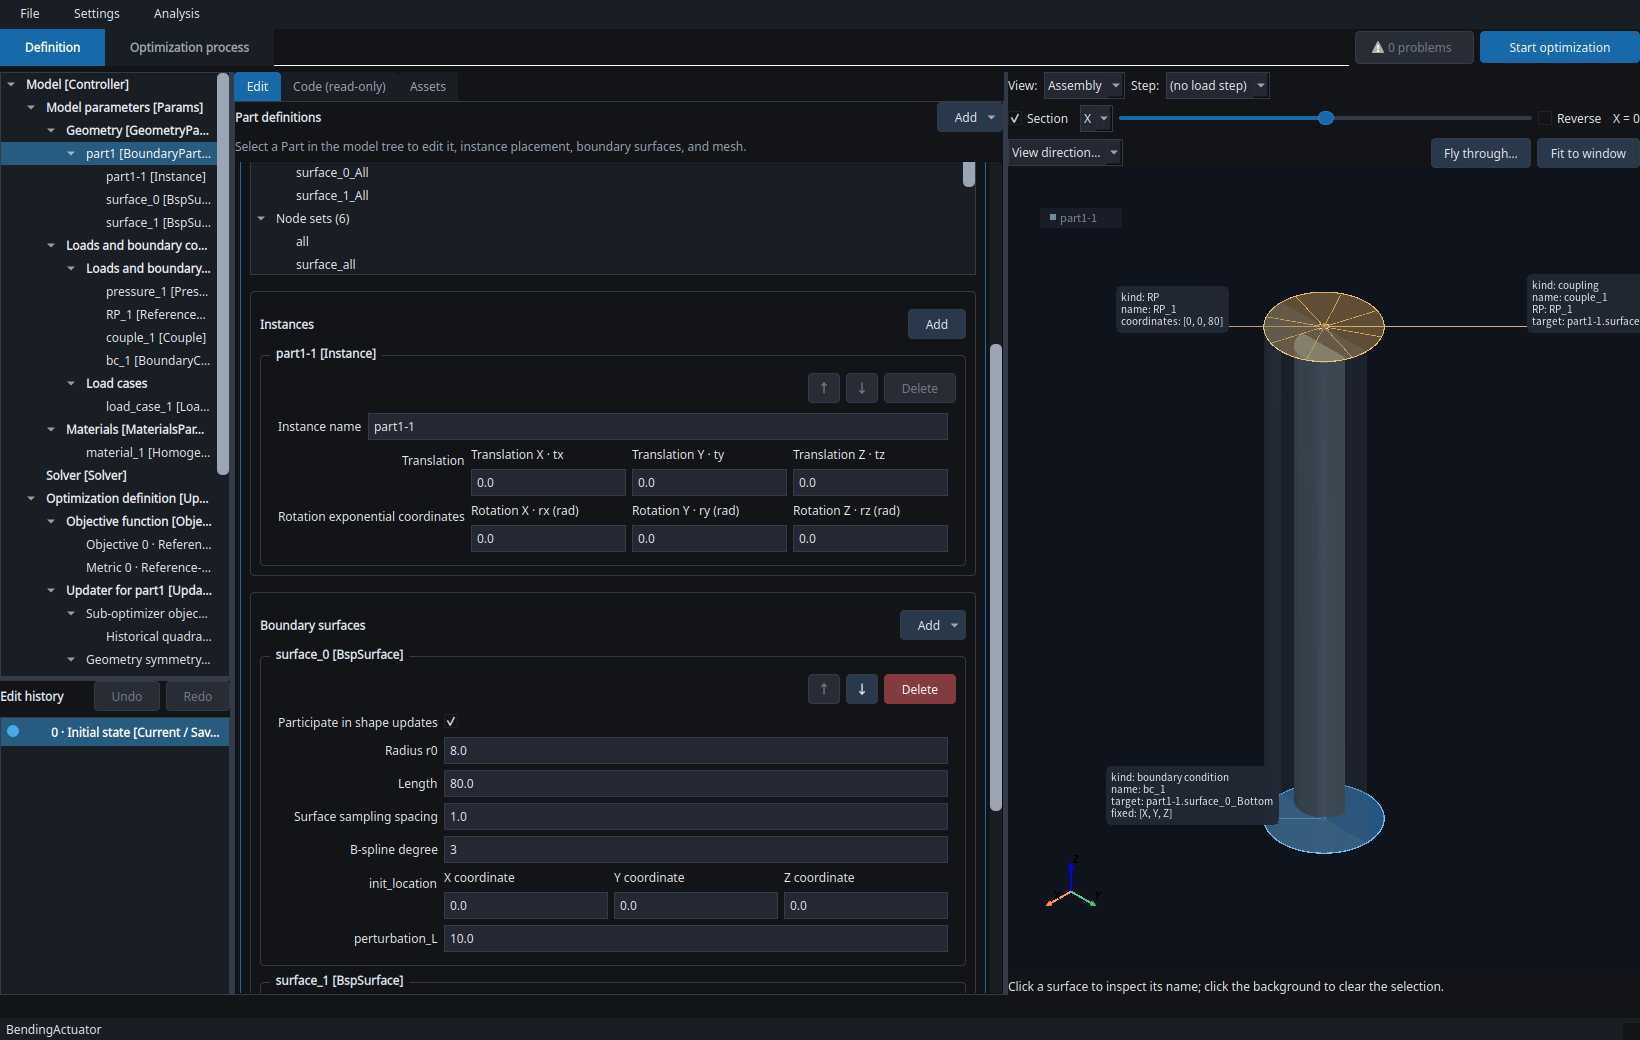 File Settings Analysis
Definition Optimization process 0 problems Start optimization
Model [Controller]
Model parameters [Params]
Geometry [GeometryPa...
part1 [BoundaryPart...
part1-1 [Instance]
surface_0 [BspSu...
surface_1 [BspSu...
Loads and boundary co...
Loads and boundary...
pressure_1 [Pres...
RP_1 [Reference...
couple_1 [Couple]
bc_1 [BoundaryC...
Load cases
load_case_1 [Loa...
Materials [MaterialsPar...
material_1 [Homoge...
Solver [Solver]
Optimization definition [Up...
Objective function [Obje...
Objective 0 · Referen...
Metric 0 · Reference-...
Updater for part1 [Upda...
Sub-optimizer objec...
Historical quadra...
Geometry symmetry...
Edit history Undo Redo
0 · Initial state [Current / Sav...
Edit Code (read-only) Assets
Part definitions Add
Select a Part in the model tree to edit it, instance placement, boundary surfaces, and mesh.
surface_0_All
surface_1_All
Node sets (6)
all
surface_all
Instances Add
part1-1 [Instance]
↑ ↓ Delete
Instance name part1-1
Translation Translation X · tx Translation Y · ty Translation Z · tz
0.0 0.0 0.0
Rotation exponential coordinates Rotation X · rx (rad) Rotation Y · ry (rad) Rotation Z · rz (rad)
0.0 0.0 0.0
Boundary surfaces Add
surface_0 [BspSurface]
↑ ↓ Delete
Participate in shape updates ✓
Radius r0 8.0
Length 80.0
Surface sampling spacing 1.0
B-spline degree 3
init_location X coordinate Y coordinate Z coordinate
0.0 0.0 0.0
perturbation_L 10.0
surface_1 [BspSurface]
View: Assembly Step: (no load step)
✓ Section X Reverse X = 0
View direction... Fly through... Fit to window
part1-1
kind: RP
name: RP_1
coordinates: [0, 0, 80]
kind: coupling
name: couple_1
RP: RP_1
target: part1-1.surface
kind: boundary condition
name: bc_1
target: part1-1.surface_0_Bottom
fixed: [X, Y, Z]
Z
Y
Click a surface to inspect its name; click the background to clear the selection.
BendingActuator